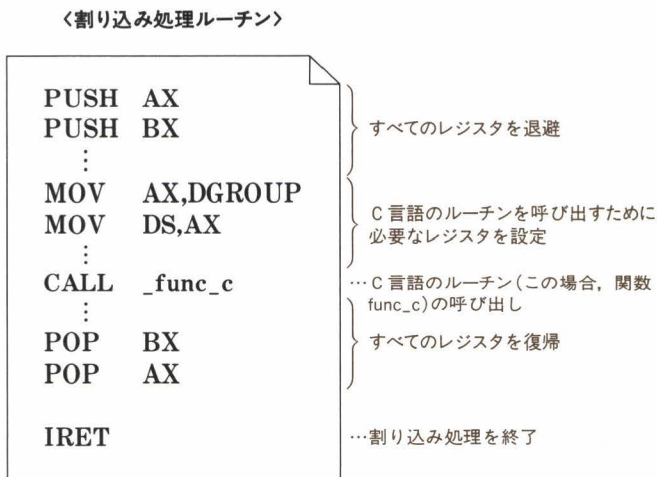 〈割り込み処理ルーチン〉
PUSH AX
PUSH BX
すべてのレジスタを退避
⋮
MOV AX,DGROUP
MOV DS,AX
C言語のルーチンを呼び出すために
必要なレジスタを設定
⋮
CALL _func_c
…C言語のルーチン(この場合,関数
func_c)の呼び出し
⋮
POP BX
POP AX
すべてのレジスタを復帰
IRET
…割り込み処理を終了